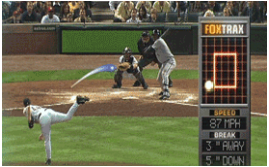 FOXTRAX
SPEED
87 MPH
BREAK
3 " AWAY
5 " DOWN